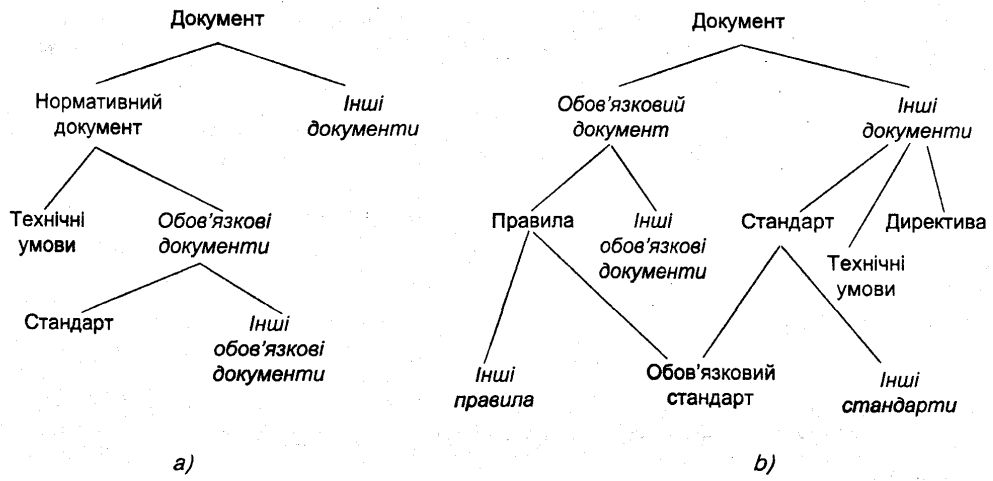 Документ
Нормативний
документ
Інші
документи
Технічні
умови
Обов'язкові
документи
Стандарт
Інші
обов'язкові
документи
а)
Документ
Обов'язковий
документ
Інші
документи
Правила
Інші
обов'язкові
документи
Стандарт
Директива
Технічні
умови
Інші
правила
Обов'язковий
стандарт
Інші
стандарти
b)